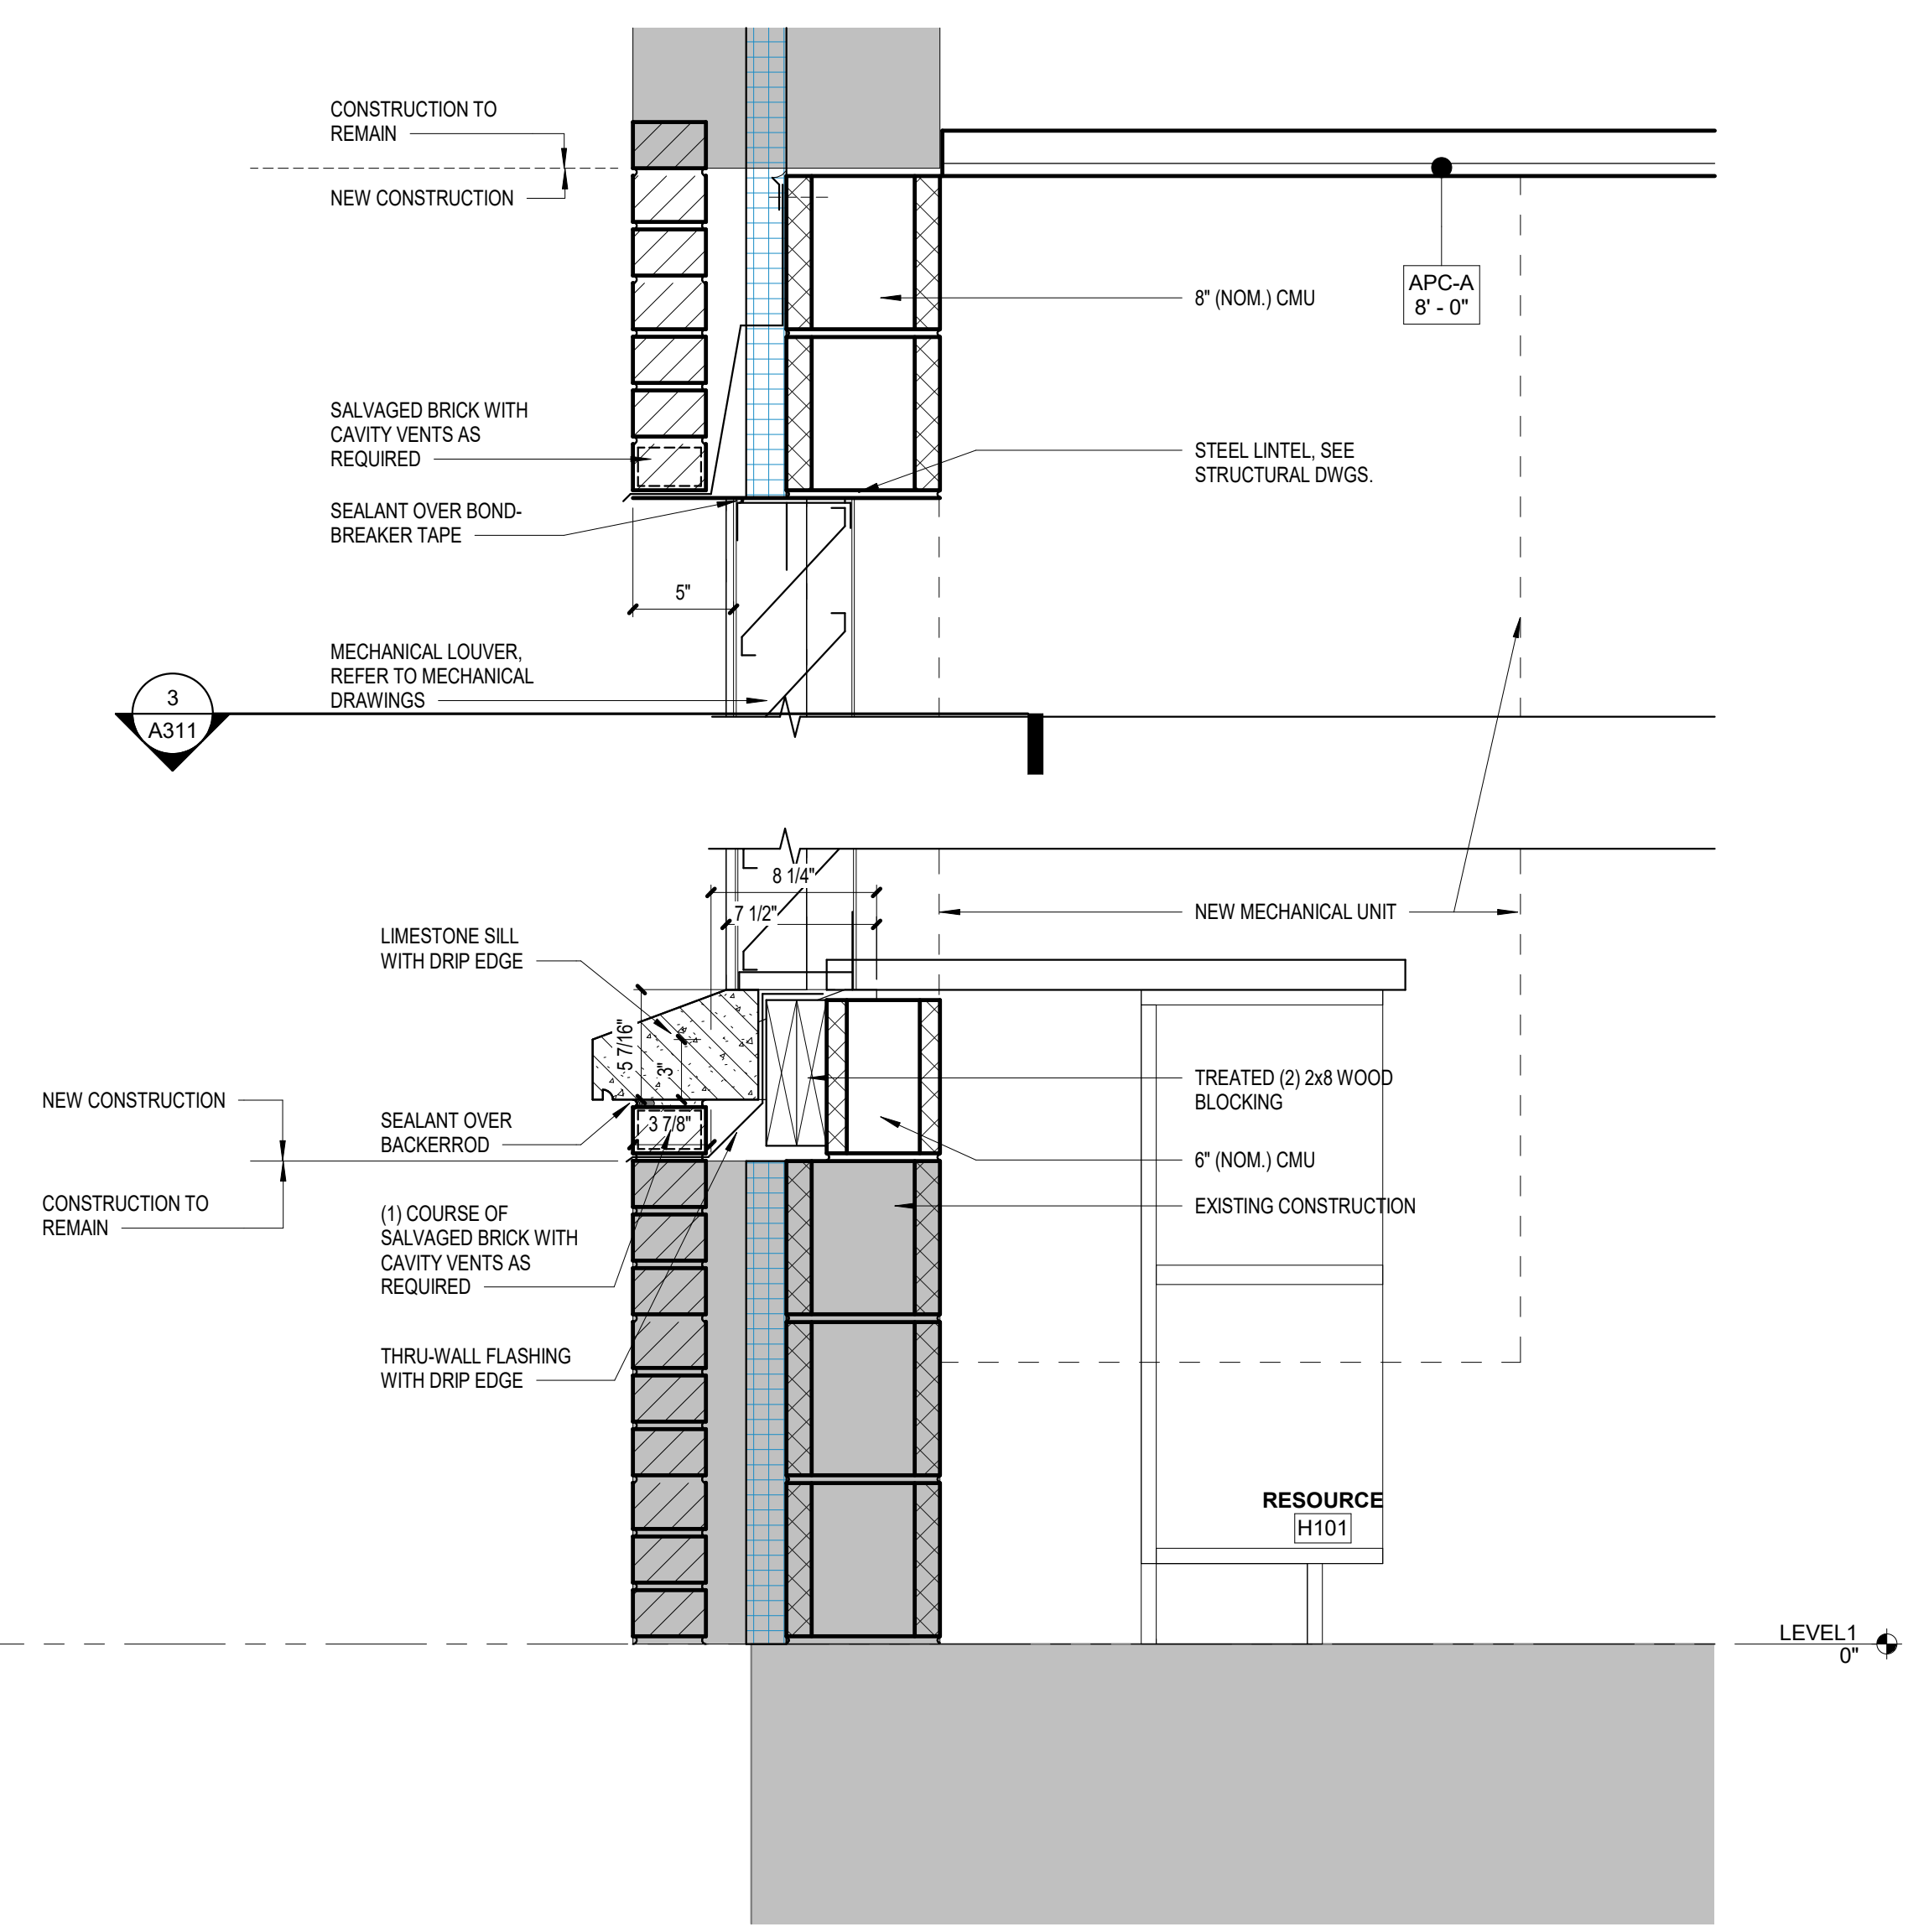 CONSTRUCTION TO
REMAIN
NEW CONSTRUCTION
8" (NOM.) CMU
APC-A
8' - 0"
SALVAGED BRICK WITH
CAVITY VENTS AS
REQUIRED
STEEL LINTEL, SEE
STRUCTURAL DWGS.
SEALANT OVER BOND-
BREAKER TAPE
5"
MECHANICAL LOUVER,
REFER TO MECHANICAL
DRAWINGS
3
A311
8 1/4"
7 1/2"
NEW MECHANICAL UNIT
LIMESTONE SILL
WITH DRIP EDGE
5 7/16"
3"
TREATED (2) 2x8 WOOD
BLOCKING
NEW CONSTRUCTION
SEALANT OVER
BACKERROD
3 7/8"
6" (NOM.) CMU
CONSTRUCTION TO
REMAIN
EXISTING CONSTRUCTION
(1) COURSE OF
SALVAGED BRICK WITH
CAVITY VENTS AS
REQUIRED
THRU-WALL FLASHING
WITH DRIP EDGE
RESOURCE
H101
LEVEL1
0"